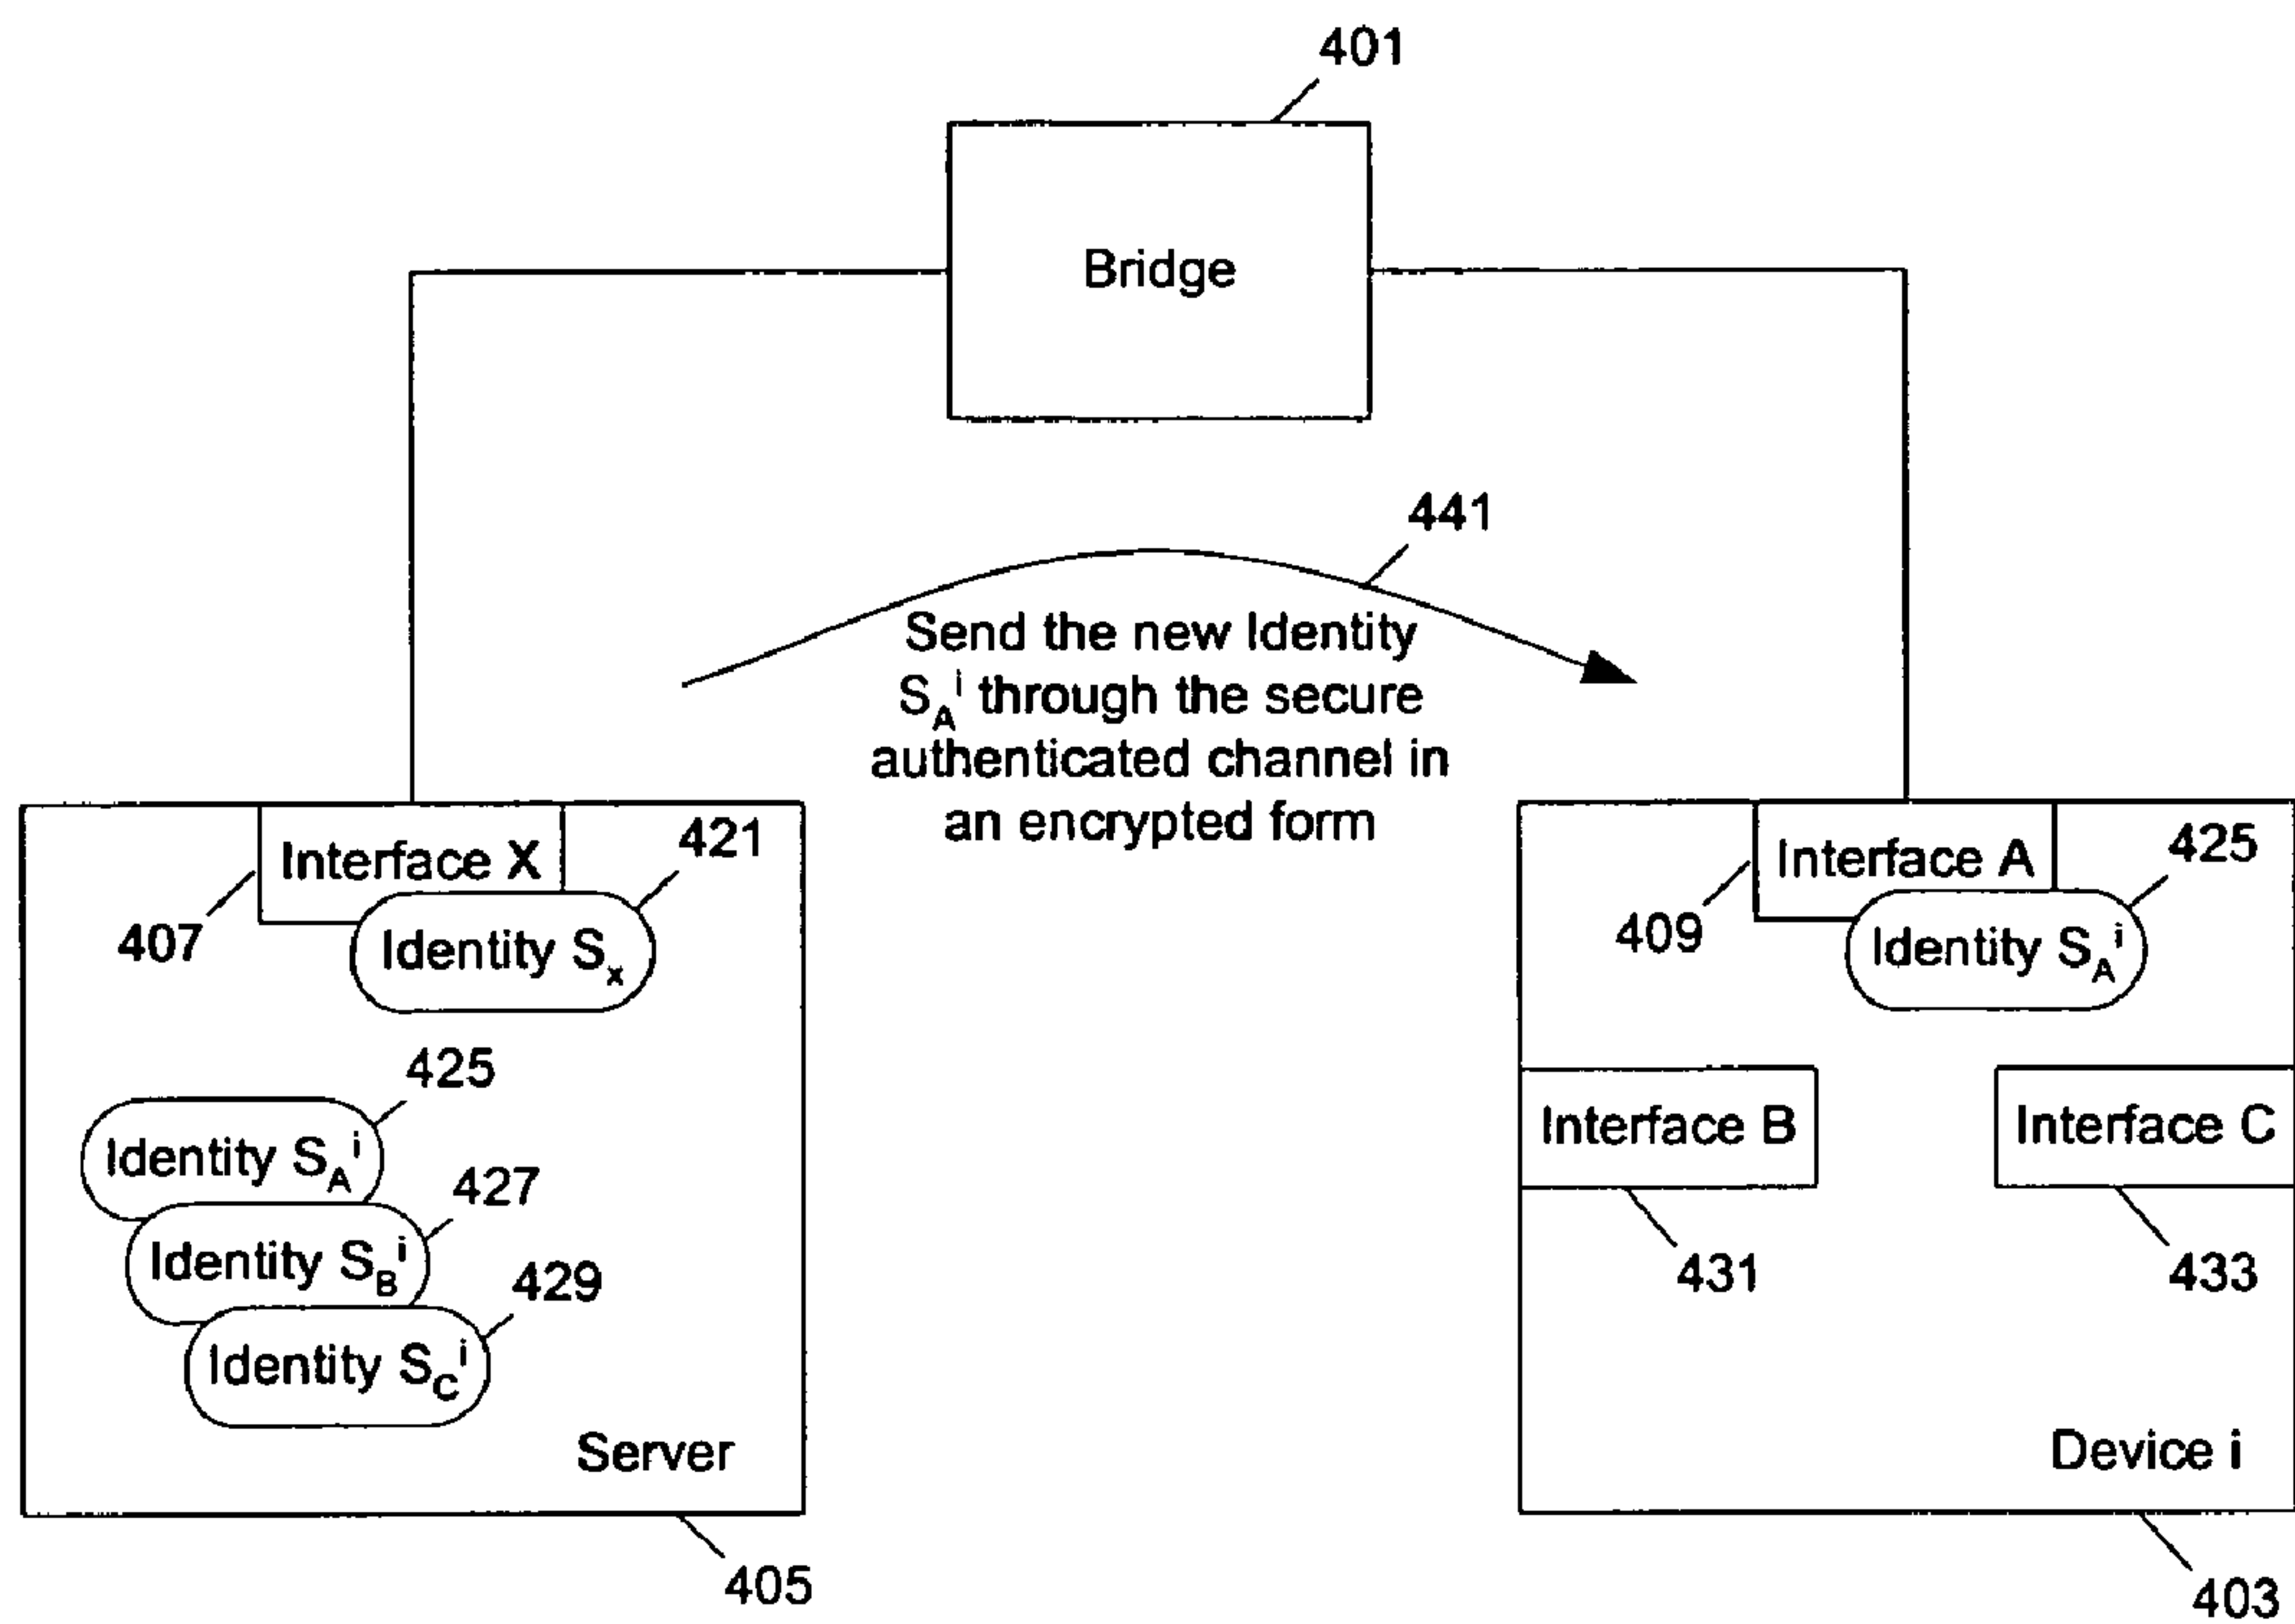 401
Bridge
441
Send the new Identity
S_A^i through the secure
authenticated channel in
an encrypted form
Interface X
421
407
Identity S_x
425
Identity S_A^i
427
Identity S_B^i
429
Identity S_C^i
Server
405
Interface A
425
409
Identity S_A^i
Interface B
Interface C
431
433
Device i
403